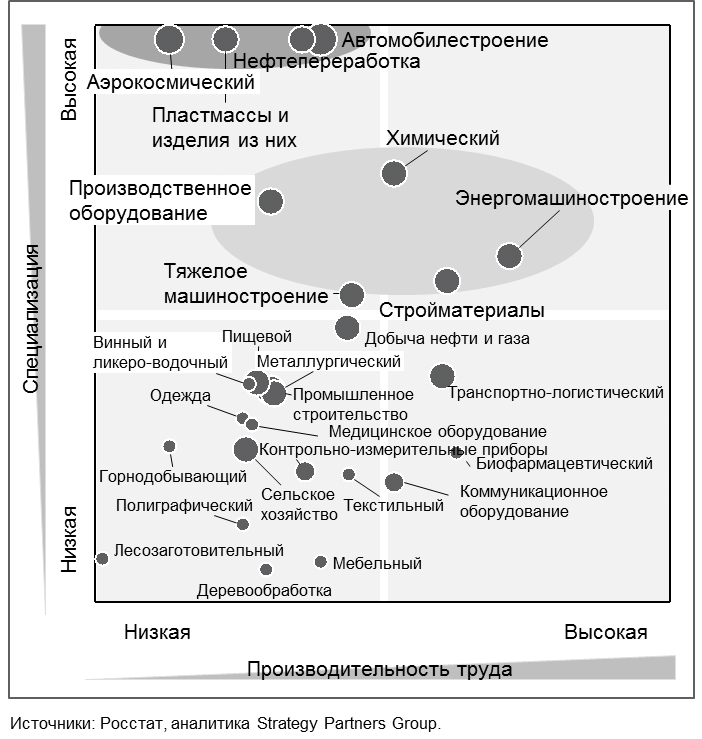 Специализация
Высокая
Низкая
Автомобилестроение
Нефтепереработка
Аэрокосмический
Пластмассы и
изделия из них
Химический
Производственное
оборудование
Энергомашиностроение
Тяжелое
машиностроение
Стройматериалы
Добыча нефти и газа
Пищевой
Винный и
ликеро-водочный
Металлургический
Транспортно-логистический
Промышленное
строительство
Одежда
Медицинское оборудование
Контрольно-измерительные приборы
Биофармацевтический
Горнодобывающий
Сельское
хозяйство
Текстильный
Коммуникационное
оборудование
Полиграфический
Лесозаготовительный
Мебельный
Деревообработка
Низкая
Высокая
Производительность труда
Источники: Росстат, аналитика Strategy Partners Group.